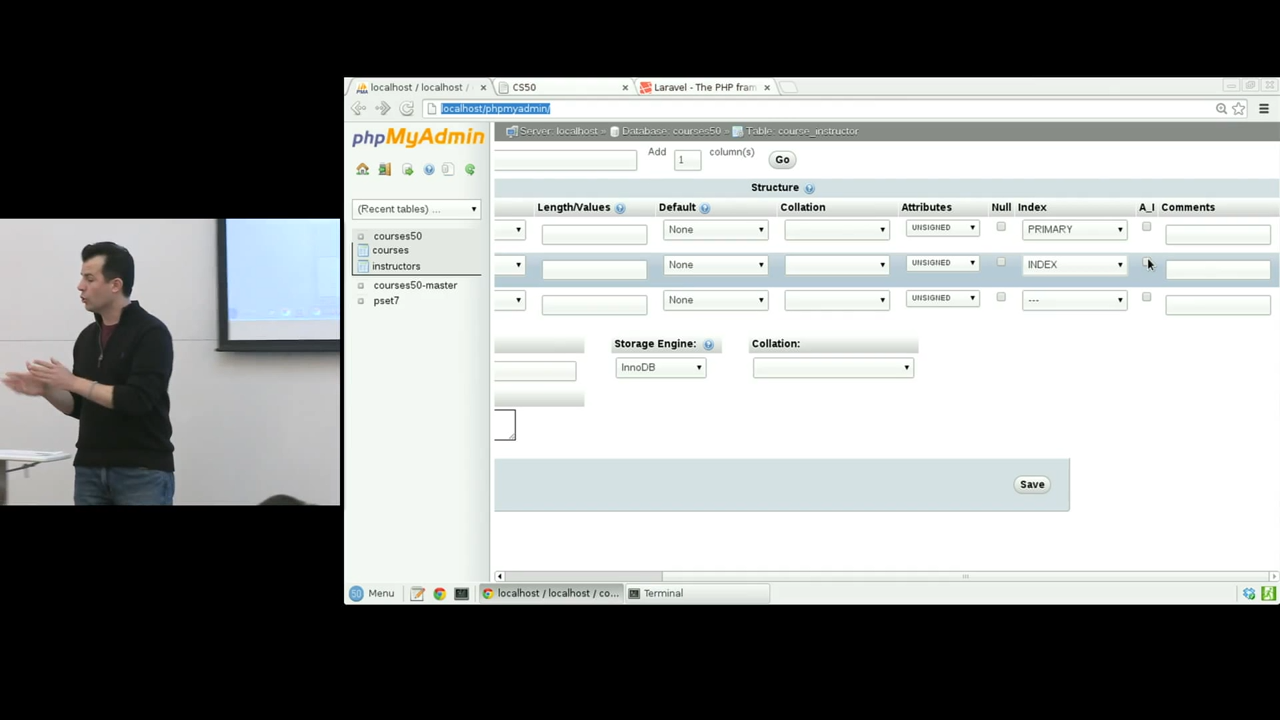 localhost / localhost /
CS50
Laravel - The PHP fram
localhost/phpmyadmin/
phpMyAdmin
Server: localhost » Database: courses50 » Table: course_instructor
Add 1 column(s) Go
Structure
(Recent tables) ...
Length/Values Default Collation Attributes Null Index A_I Comments
None UNSIGNED PRIMARY
None UNSIGNED INDEX
None UNSIGNED ---
courses50
courses
instructors
courses50-master
pset7
Storage Engine: Collation:
InnoDB
Save
50 Menu
localhost / localhost / co...
Terminal